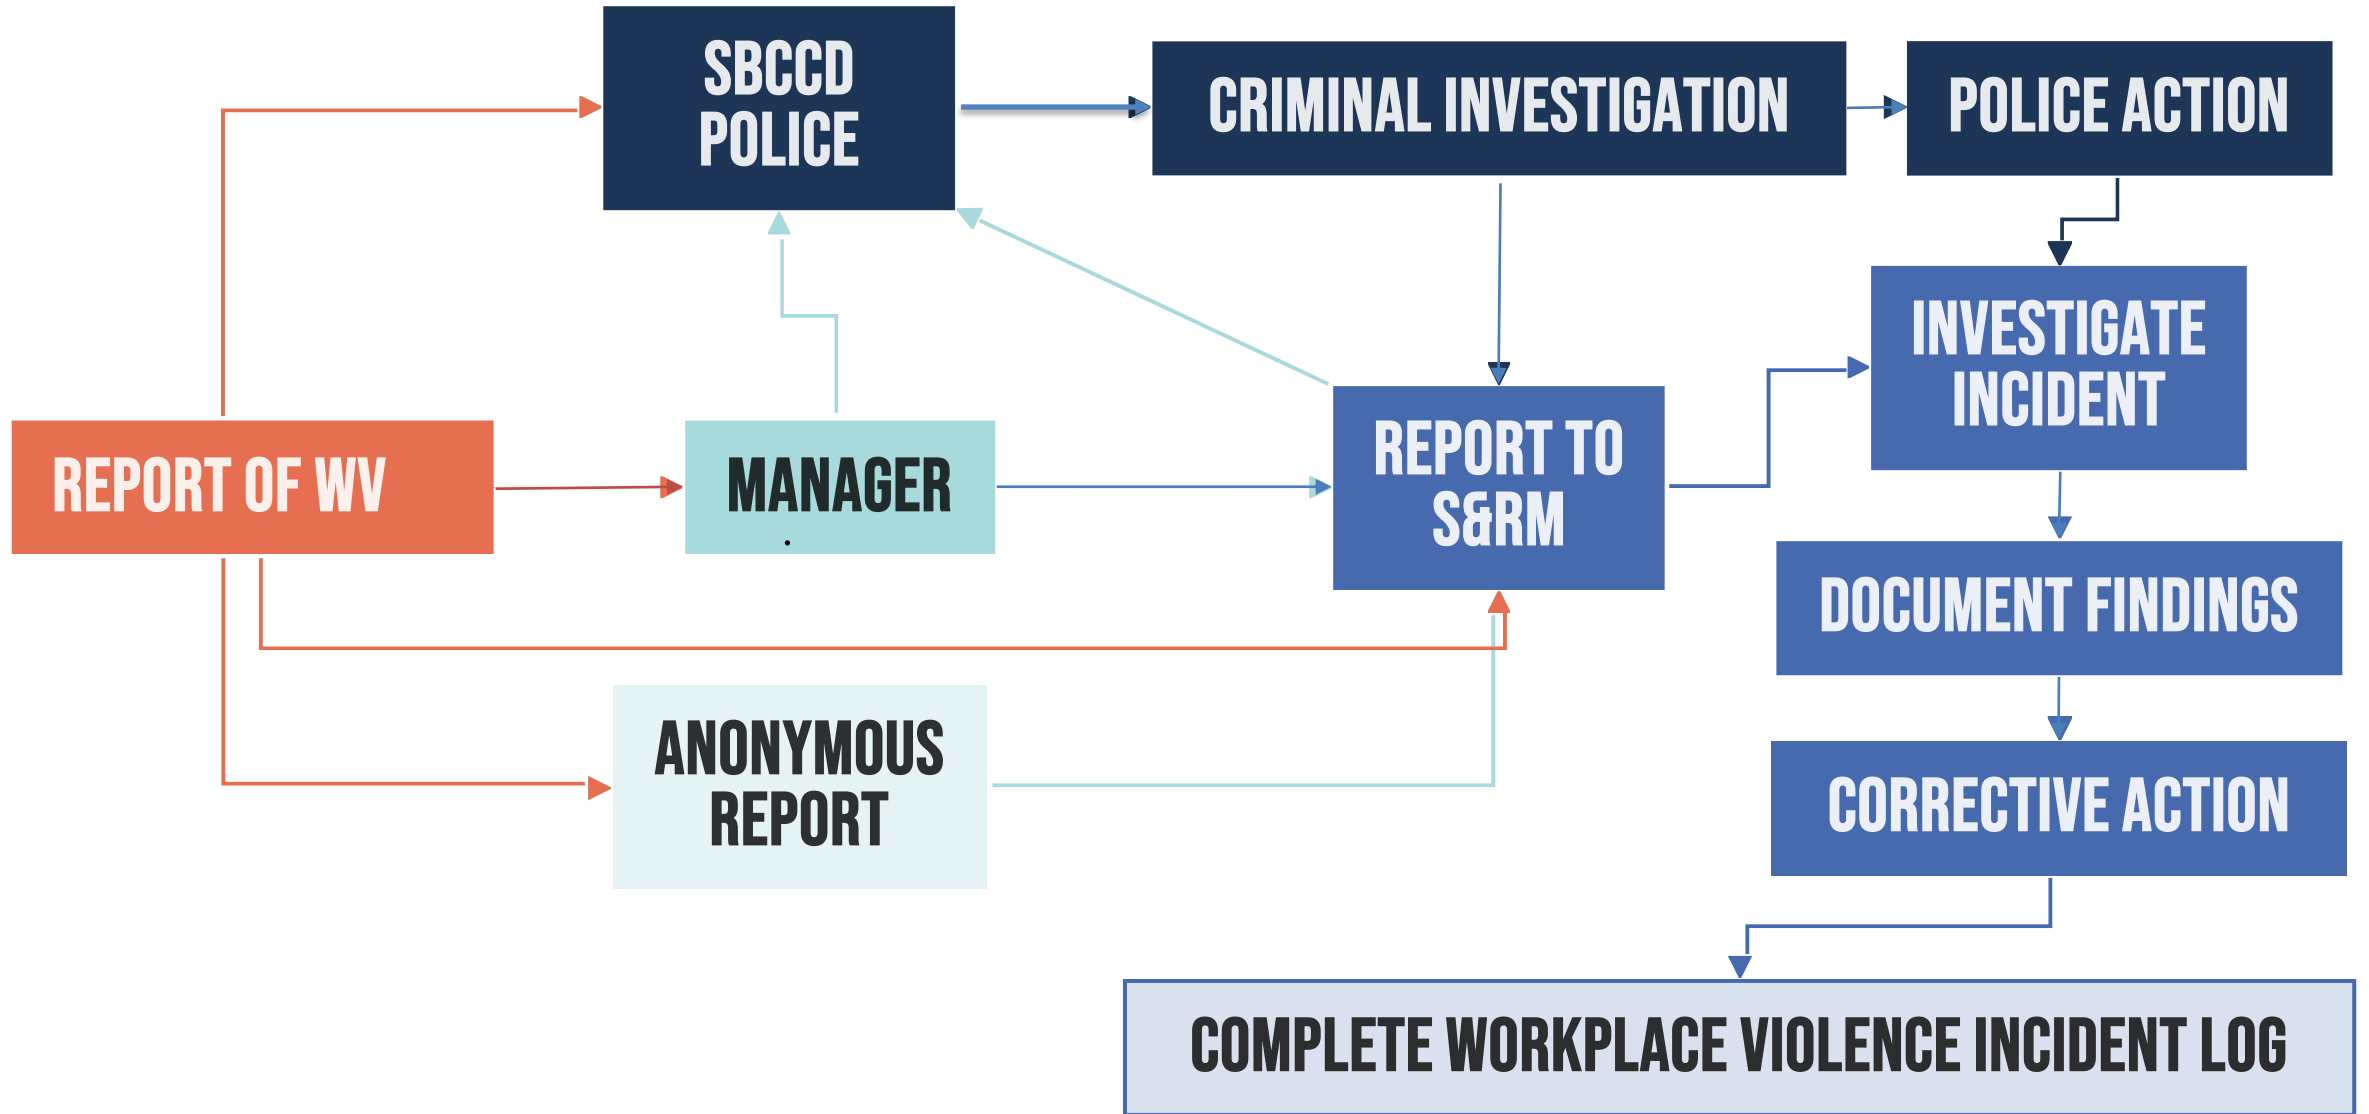 SBCCD
POLICE
CRIMINAL INVESTIGATION
POLICE ACTION
INVESTIGATE
INCIDENT
REPORT OF WV
MANAGER
.
REPORT TO
S&RM
DOCUMENT FINDINGS
ANONYMOUS
REPORT
CORRECTIVE ACTION
COMPLETE WORKPLACE VIOLENCE INCIDENT LOG